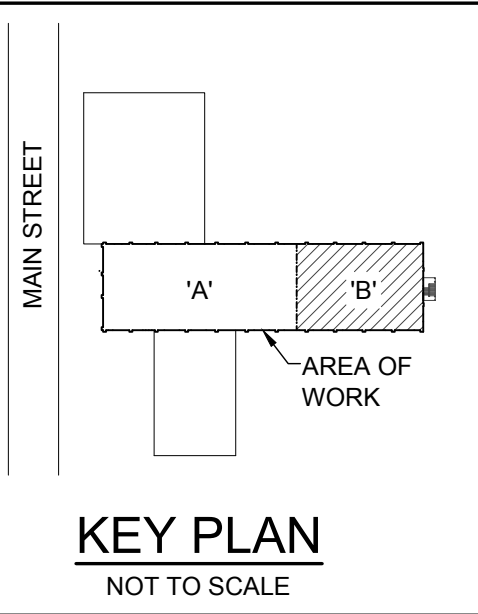 MAIN STREET
'A'
'B'
AREA OF
WORK
KEY PLAN
NOT TO SCALE